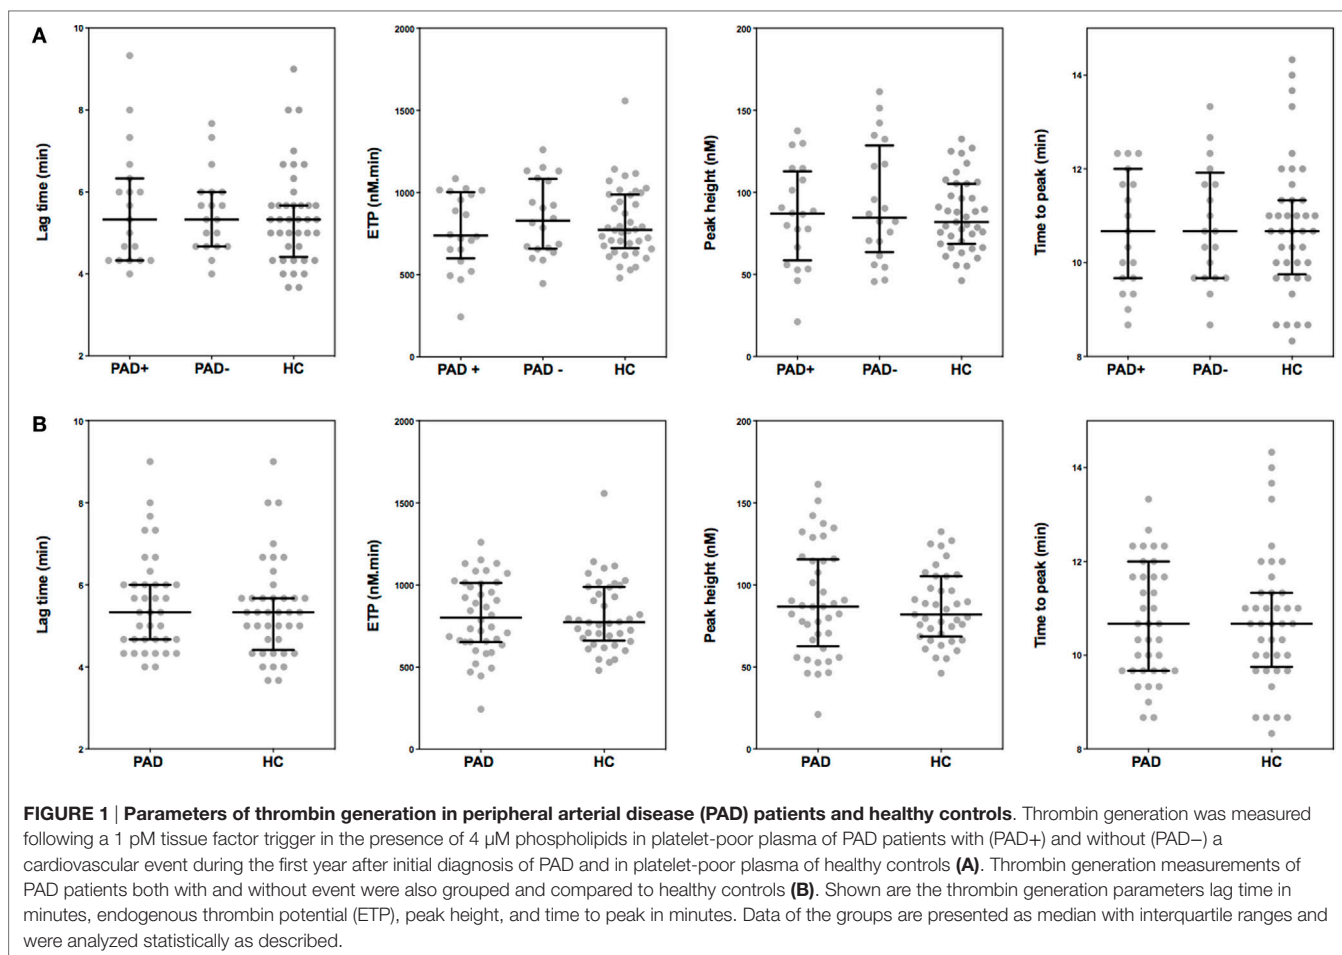 A
10
8
6
4
2
Lag time (min)
PAD+ PAD- HC
2000
1500
1000
500
0
ETP (nM.min)
PAD + PAD - HC
200
150
100
50
0
Peak height (nM)
PAD+ PAD- HC
14
12
10
8
Time to peak (min)
PAD+ PAD- HC
B
10
8
6
4
2
Lag time (min)
PAD HC
2000
1500
1000
500
0
ETP (nM.min)
PAD HC
200
150
100
50
0
Peak height (nM)
PAD HC
14
12
10
8
Time to peak (min)
PAD HC
FIGURE 1 | Parameters of thrombin generation in peripheral arterial disease (PAD) patients and healthy controls. Thrombin generation was measured
following a 1 pM tissue factor trigger in the presence of 4 μM phospholipids in platelet-poor plasma of PAD patients with (PAD+) and without (PAD−) a
cardiovascular event during the first year after initial diagnosis of PAD and in platelet-poor plasma of healthy controls (A). Thrombin generation measurements of
PAD patients both with and without event were also grouped and compared to healthy controls (B). Shown are the thrombin generation parameters lag time in
minutes, endogenous thrombin potential (ETP), peak height, and time to peak in minutes. Data of the groups are presented as median with interquartile ranges and
were analyzed statistically as described.